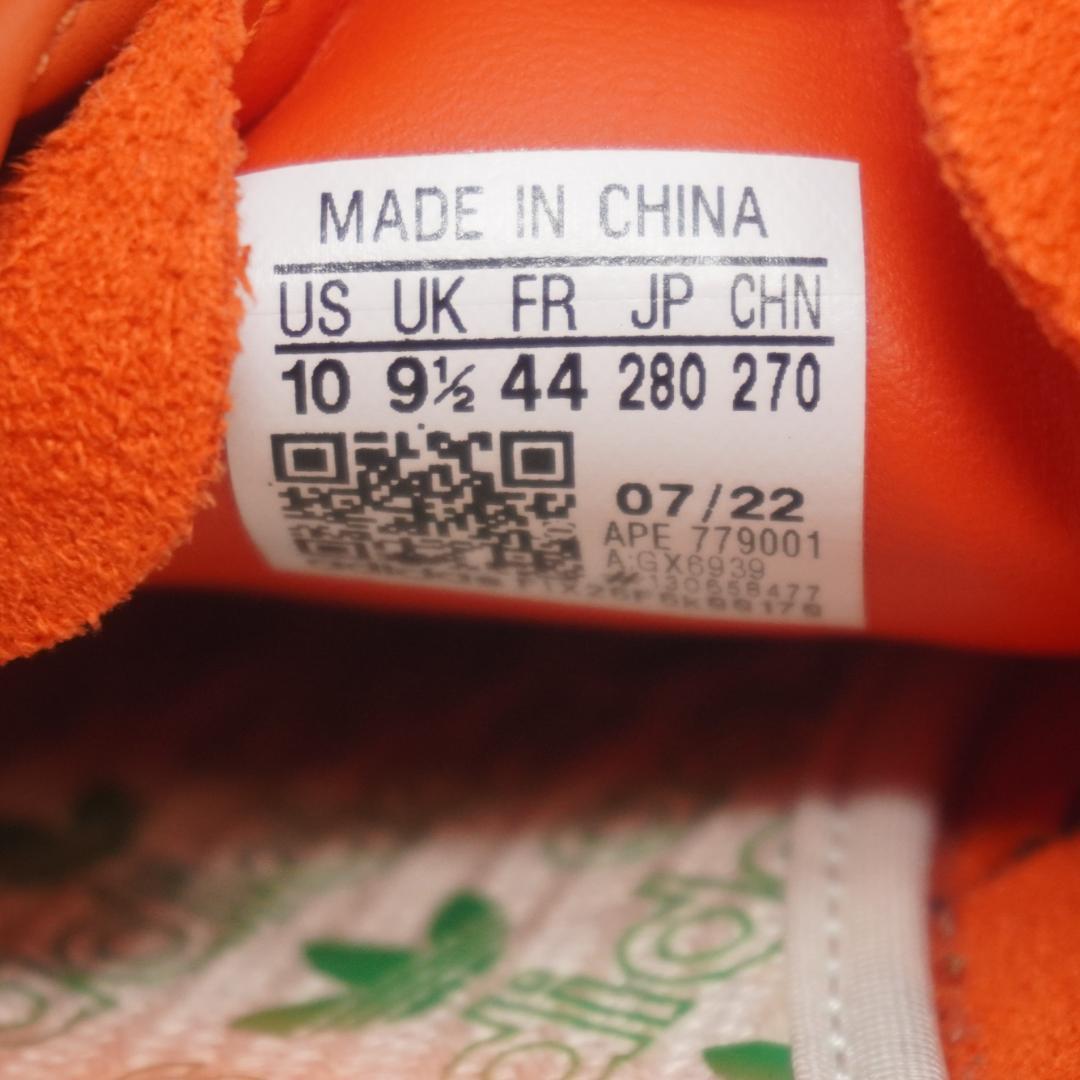 MADE IN CHINA
US UK FR JP CHN
10 9½ 44 280 270
07/22
APE 779001
A:GX6939